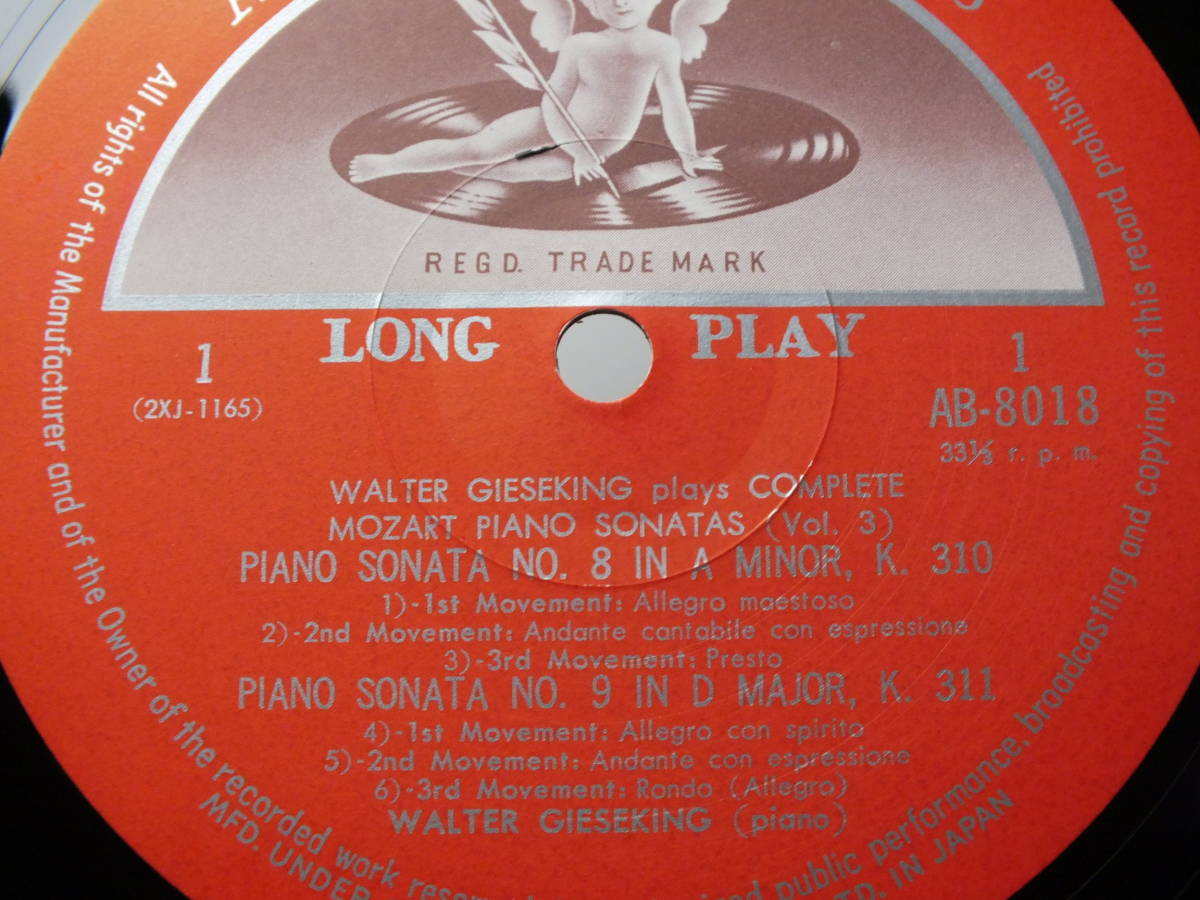 REGD. TRADE MARK
LONG PLAY
1
(2XJ-1165)
1
AB-8018
33⅓ r. p. m.
WALTER GIESEKING plays COMPLETE
MOZART PIANO SONATAS (Vol. 3)
PIANO SONATA NO. 8 IN A MINOR, K. 310
1)-1st Movement: Allegro maestoso
2)-2nd Movement: Andante cantabile con espressione
3)-3rd Movement: Presto
PIANO SONATA NO. 9 IN D MAJOR, K. 311
4)-1st Movement: Allegro con spirito
5)-2nd Movement: Andante con espressione
6)-3rd Movement: Rondo (Allegro)
WALTER GIESEKING (piano)
All rights of the Manufacturer and of the Owner of the recorded work public performance, broadcasting and copying of this record prohibited
MFD. UNDER IN JAPAN